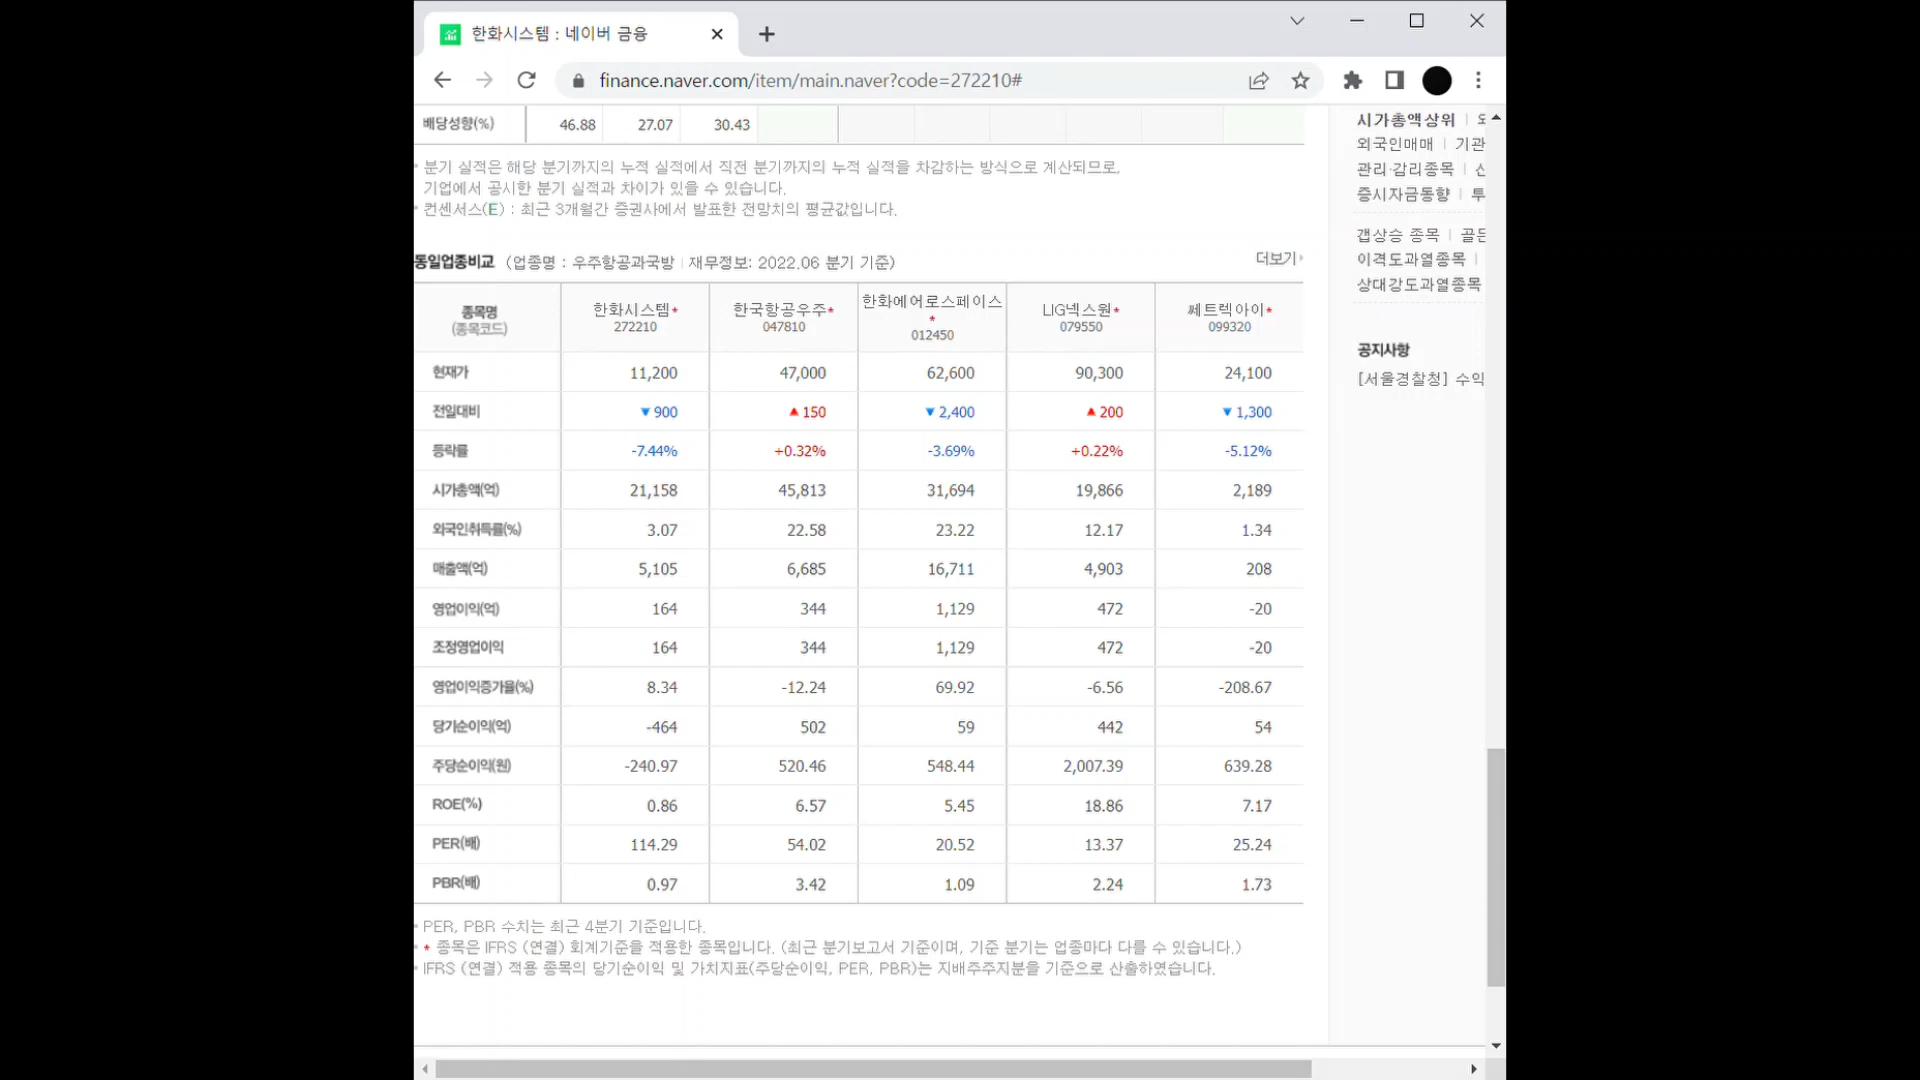 한화시스템 : 네이버 금융
finance.naver.com/item/main.naver?code=272210#
배당성향(%) 46.88 27.07 30.43
분기 실적은 해당 분기까지의 누적 실적에서 직전 분기까지의 누적 실적을 차감하는 방식으로 계산되므로,
기업에서 공시한 분기 실적과 차이가 있을 수 있습니다.
컨센서스(E) : 최근 3개월간 증권사에서 발표한 전망치의 평균값입니다.
동일업종비교 (업종명 : 우주항공과국방 | 재무정보: 2022.06 분기 기준) 더보기
종목명 한화시스템* 한국항공우주* 한화에어로스페이스* LIG넥스원* 쎄트렉아이*
(종목코드) 272210 047810 012450 079550 099320
현재가 11,200 47,000 62,600 90,300 24,100
전일대비 ▼900 ▲150 ▼2,400 ▲200 ▼1,300
등락률 -7.44% +0.32% -3.69% +0.22% -5.12%
시가총액(억) 21,158 45,813 31,694 19,866 2,189
외국인취득률(%) 3.07 22.58 23.22 12.17 1.34
매출액(억) 5,105 6,685 16,711 4,903 208
영업이익(억) 164 344 1,129 472 -20
조정영업이익 164 344 1,129 472 -20
영업이익증가율(%) 8.34 -12.24 69.92 -6.56 -208.67
당기순이익(억) -464 502 59 442 54
주당순이익(원) -240.97 520.46 548.44 2,007.39 639.28
ROE(%) 0.86 6.57 5.45 18.86 7.17
PER(배) 114.29 54.02 20.52 13.37 25.24
PBR(배) 0.97 3.42 1.09 2.24 1.73
PER, PBR 수치는 최근 4분기 기준입니다.
* 종목은 IFRS (연결) 회계기준을 적용한 종목입니다. (최근 분기보고서 기준이며, 기준 분기는 업종마다 다를 수 있습니다.)
IFRS (연결) 적용 종목의 당기순이익 및 가치지표(주당순이익, PER, PBR)는 지배주주지분을 기준으로 산출하였습니다.
시가총액상위
외국인매매 | 기관
관리·감리종목
증시자금동향 | 투
갭상승 종목 | 골든
이격도과열종목
상대강도과열종목
공지사항
[서울경찰청] 수익